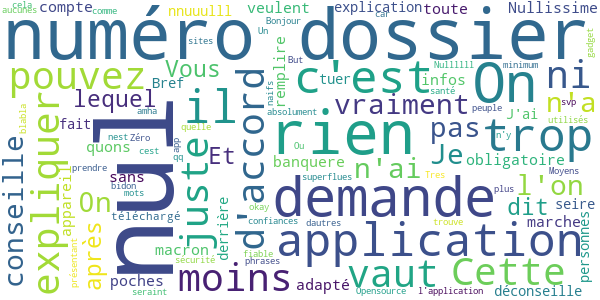 cela
aucunes
compte
comme
nnuuulll
veulent
explication
car
toute
Nullissime
numéro dossier
Bonjour
Un
sites
But
gadget
pouvez
Vous
Bref
remplire
c'est
tuer
Nullllll
santé
infos
minimum
On
ni
lequel
il
d'accord
naïfs
vraiment
peuple
J'ai
svp
utilisés
n'a
blabla
amha
fait
Zéro
app
quelle
absolument
rien
pas
n'y
trop
conseille
expliquer
Inul
quons
nest
cest
qq
juste
Et
Ou
banquere
n'ai
Je
obligatoire
prendre
sans
bidon
mots
superflues
Tres
plus
Moyens
l'on
On
appareil
téléchargé
derrière
okay
demande
dit
seire
personnes
après
présentant
macron
sécurité
fiable
confiances
dautres
application
trouve
marche
poches
seraint
moins
phrases
adapté
vaut
Opensource
Cette
l'application
déconseille